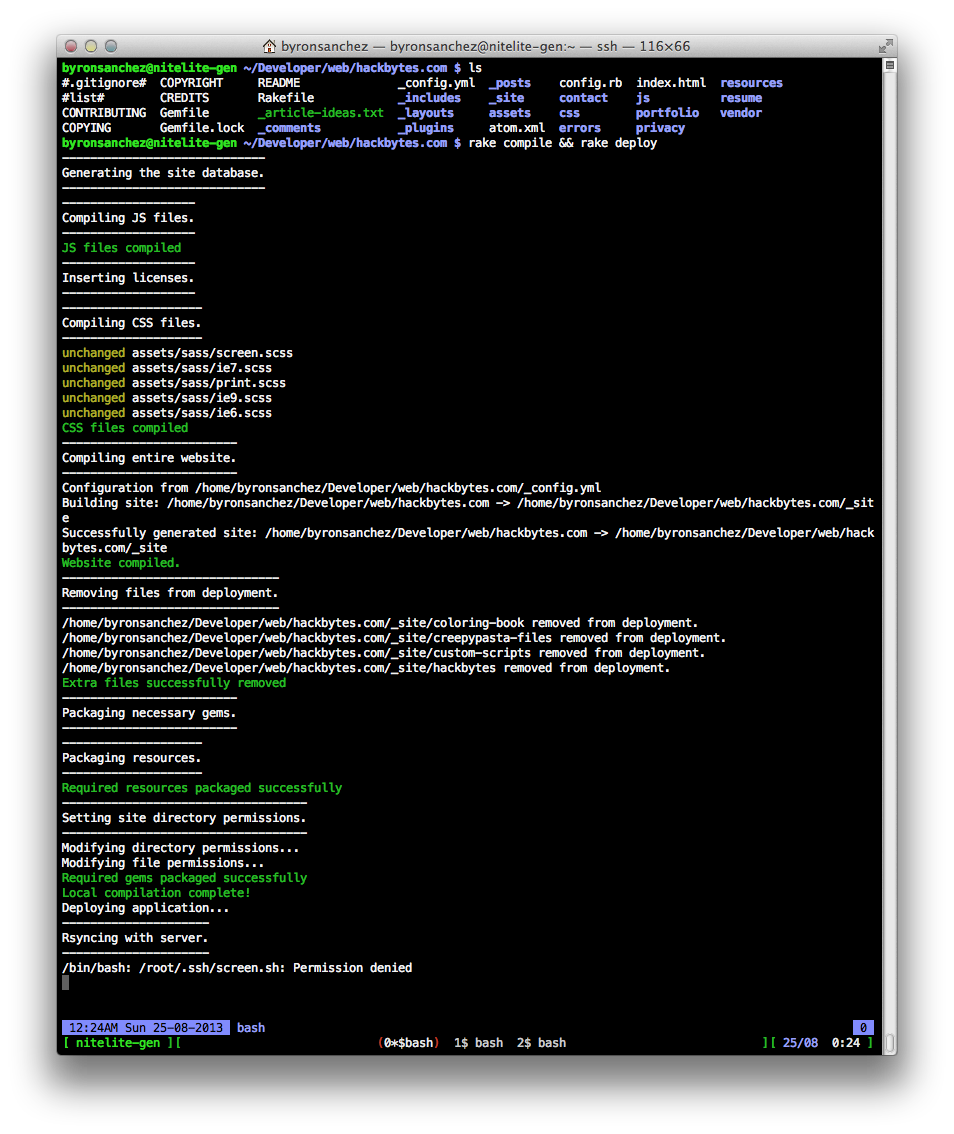 byronsanchez — byronsanchez@nitelite-gen:~ — ssh — 116×66
byronsanchez@nitelite-gen ~/Developer/web/hackbytes.com $ ls
#.gitignore# COPYRIGHT README _config.yml _posts config.rb index.html resources
#list# CREDITS Rakefile _includes _site contact js resume
CONTRIBUTING Gemfile _article-ideas.txt _layouts assets css portfolio vendor
COPYING Gemfile.lock _comments _plugins atom.xml errors privacy
byronsanchez@nitelite-gen ~/Developer/web/hackbytes.com $ rake compile && rake deploy
-----------------------------
Generating the site database.
-----------------------------
-------------------
Compiling JS files.
-------------------
JS files compiled
-------------------
Inserting licenses.
-------------------
--------------------
Compiling CSS files.
--------------------
unchanged assets/sass/screen.scss
unchanged assets/sass/ie7.scss
unchanged assets/sass/print.scss
unchanged assets/sass/ie9.scss
unchanged assets/sass/ie6.scss
CSS files compiled
-------------------------
Compiling entire website.
-------------------------
Configuration from /home/byronsanchez/Developer/web/hackbytes.com/_config.yml
Building site: /home/byronsanchez/Developer/web/hackbytes.com -> /home/byronsanchez/Developer/web/hackbytes.com/_sit
e
Successfully generated site: /home/byronsanchez/Developer/web/hackbytes.com -> /home/byronsanchez/Developer/web/hack
bytes.com/_site
Website compiled.
-------------------------------
Removing files from deployment.
-------------------------------
/home/byronsanchez/Developer/web/hackbytes.com/_site/coloring-book removed from deployment.
/home/byronsanchez/Developer/web/hackbytes.com/_site/creepypasta-files removed from deployment.
/home/byronsanchez/Developer/web/hackbytes.com/_site/custom-scripts removed from deployment.
/home/byronsanchez/Developer/web/hackbytes.com/_site/hackbytes removed from deployment.
Extra files successfully removed
-------------------------
Packaging necessary gems.
-------------------------
--------------------
Packaging resources.
--------------------
Required resources packaged successfully
-----------------------------------
Setting site directory permissions.
-----------------------------------
Modifying directory permissions...
Modifying file permissions...
Required gems packaged successfully
Local compilation complete!
Deploying application...
---------------------
Rsyncing with server.
---------------------
/bin/bash: /root/.ssh/screen.sh: Permission denied
12:24AM Sun 25-08-2013 bash 0
[ nitelite-gen ][ (0*$bash) 1$ bash 2$ bash ][ 25/08 0:24 ]